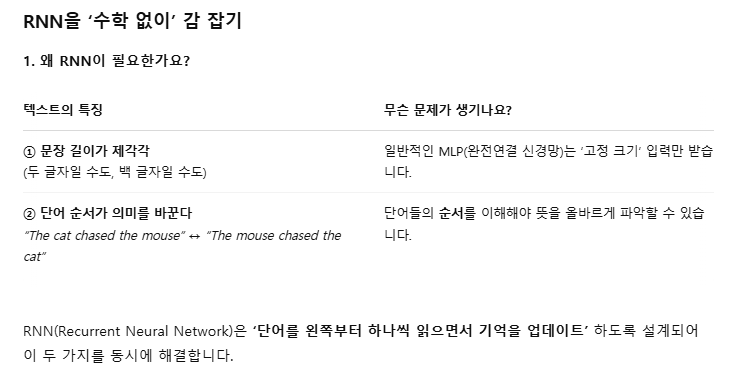 RNN을 ‘수학 없이’ 감 잡기
1. 왜 RNN이 필요한가요?
텍스트의 특징
무슨 문제가 생기나요?
① 문장 길이가 제각각
(두 글자일 수도, 백 글자일 수도)
일반적인 MLP(완전연결 신경망)는 ‘고정 크기’ 입력만 받습
니다.
② 단어 순서가 의미를 바꾼다
“The cat chased the mouse” ↔ “The mouse chased the
cat”
단어들의 순서를 이해해야 뜻을 올바르게 파악할 수 있습
니다.
RNN(Recurrent Neural Network)은 ‘단어를 왼쪽부터 하나씩 읽으면서 기억을 업데이트’ 하도록 설계되어
이 두 가지를 동시에 해결합니다.